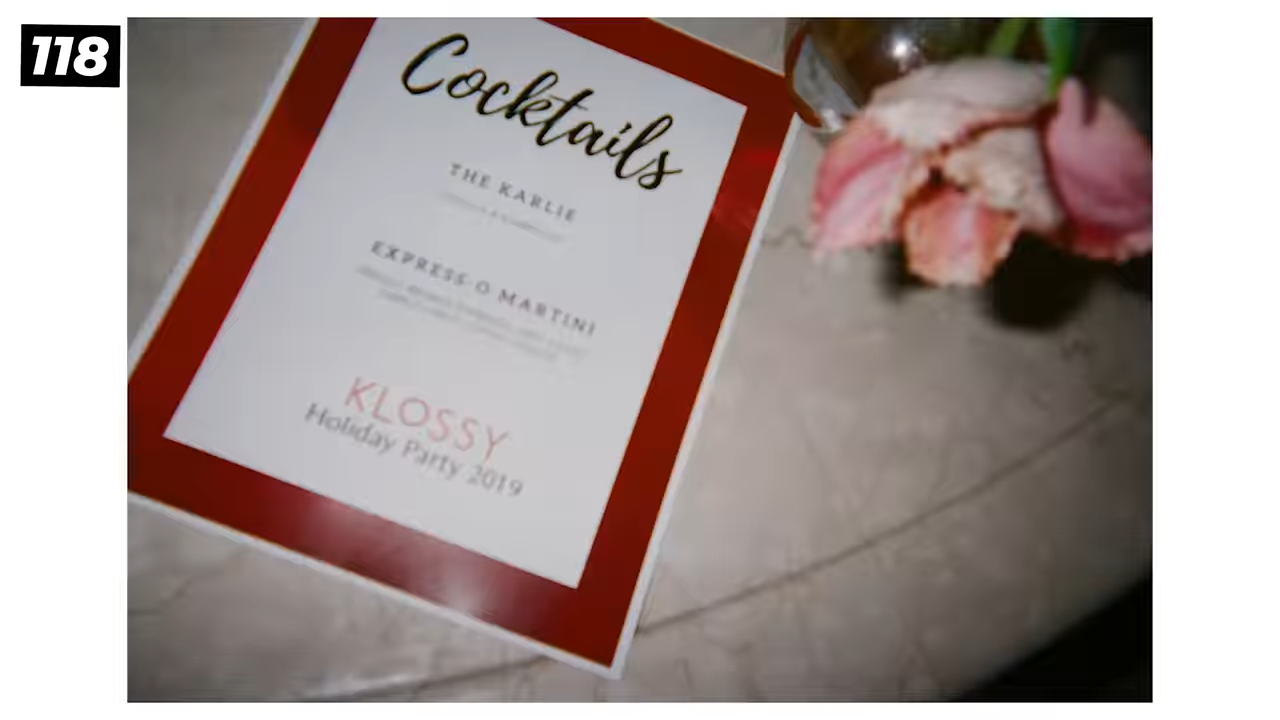 118
Cocktails
THE KARLIE
EXPRESS-O MARTINI
KLOSSY
Holiday Party 2019